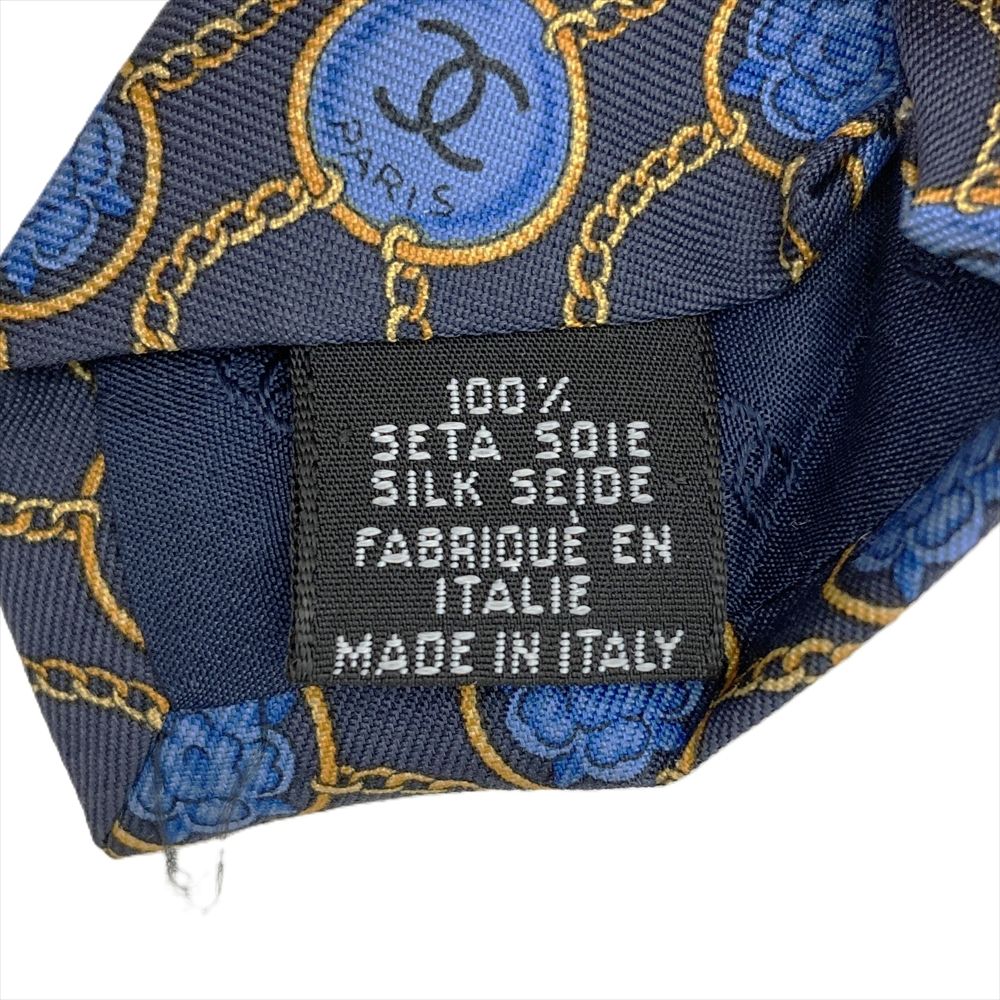 PARIS
100%
SETA SOIE
SILK SEIDE
FABRIQUÉ EN
ITALIE
MADE IN ITALY